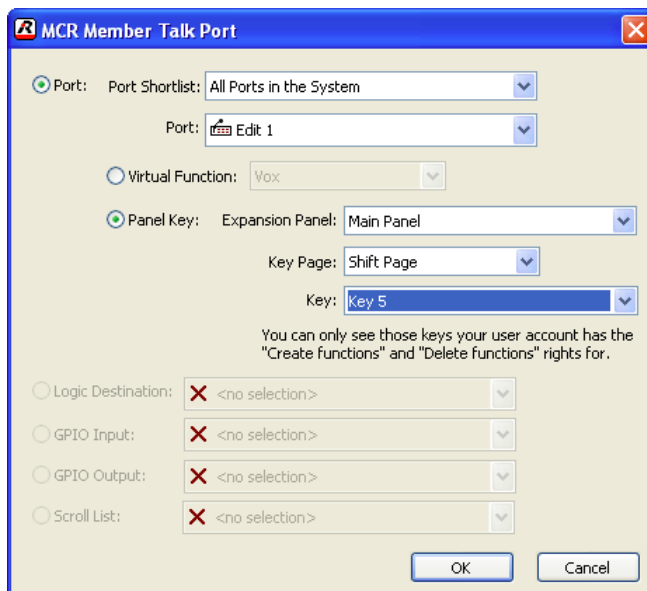 MCR Member Talk Port
Port: Port Shortlist: All Ports in the System
Port: Edit 1
Virtual Function: Vox
Panel Key: Expansion Panel: Main Panel
Key Page: Shift Page
Key: Key 5
You can only see those keys your user account has the
"Create functions" and "Delete functions" rights for.
Logic Destination: <no selection>
GPIO Input: <no selection>
GPIO Output: <no selection>
Scroll List: <no selection>
OK Cancel